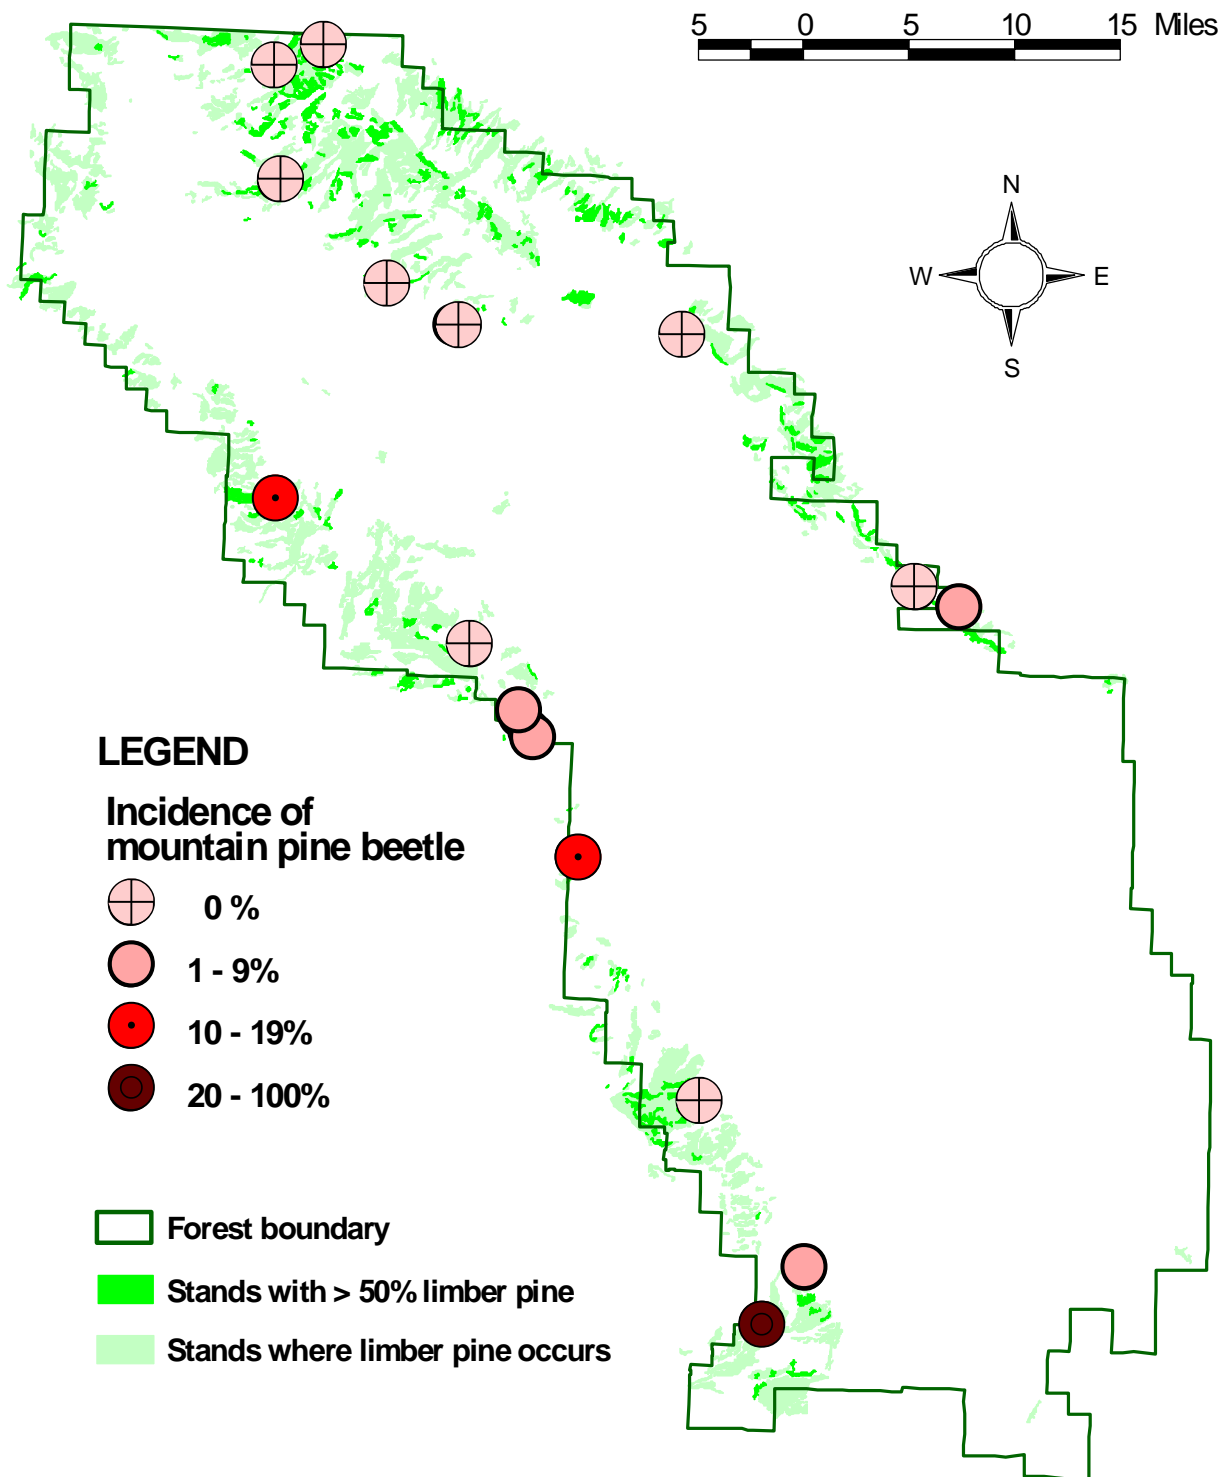 5 0 5 10 15 Miles
N
W E
S
LEGEND
Incidence of
mountain pine beetle
0 %
1 - 9%
10 - 19%
20 - 100%
Forest boundary
Stands with > 50% limber pine
Stands where limber pine occurs